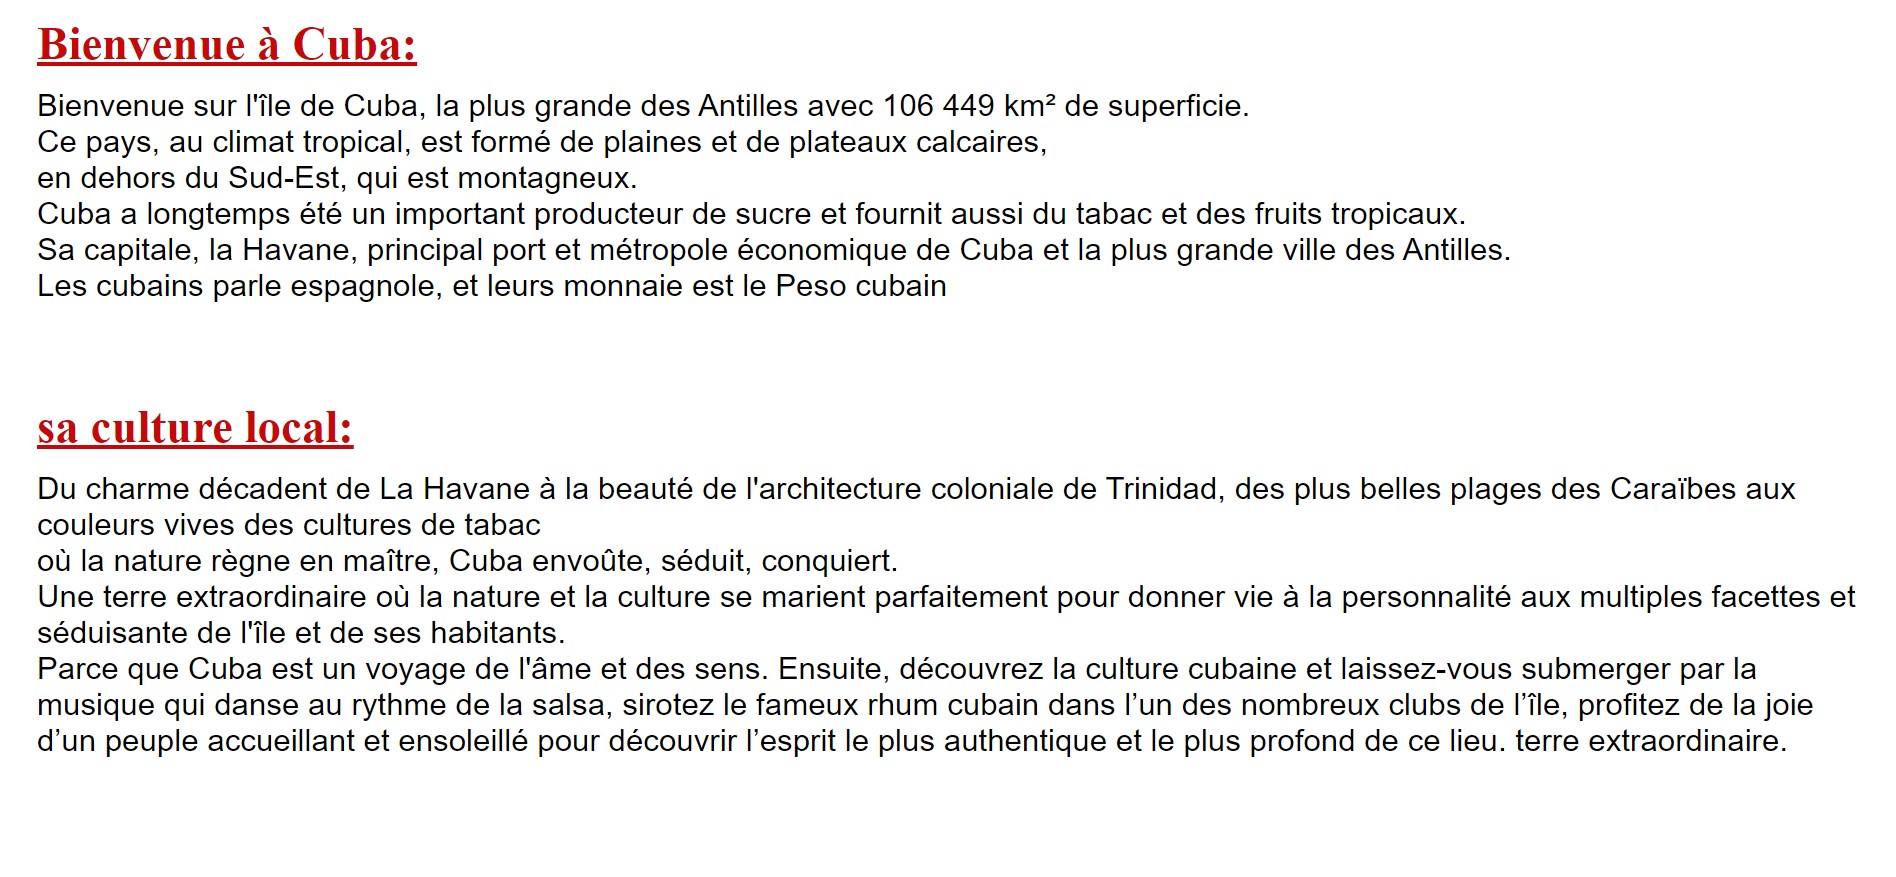 Bienvenue à Cuba:
Bienvenue sur l'île de Cuba, la plus grande des Antilles avec 106 449 km² de superficie.
Ce pays, au climat tropical, est formé de plaines et de plateaux calcaires,
en dehors du Sud-Est, qui est montagneux.
Cuba a longtemps été un important producteur de sucre et fournit aussi du tabac et des fruits tropicaux.
Sa capitale, la Havane, principal port et métropole économique de Cuba et la plus grande ville des Antilles.
Les cubains parle espagnole, et leurs monnaie est le Peso cubain
sa culture local:
Du charme décadent de La Havane à la beauté de l'architecture coloniale de Trinidad, des plus belles plages des Caraïbes aux
couleurs vives des cultures de tabac
où la nature règne en maître, Cuba envoûte, séduit, conquiert.
Une terre extraordinaire où la nature et la culture se marient parfaitement pour donner vie à la personnalité aux multiples facettes et
séduisante de l'île et de ses habitants.
Parce que Cuba est un voyage de l'âme et des sens. Ensuite, découvrez la culture cubaine et laissez-vous submerger par la
musique qui danse au rythme de la salsa, sirotez le fameux rhum cubain dans l’un des nombreux clubs de l’île, profitez de la joie
d’un peuple accueillant et ensoleillé pour découvrir l’esprit le plus authentique et le plus profond de ce lieu. terre extraordinaire.